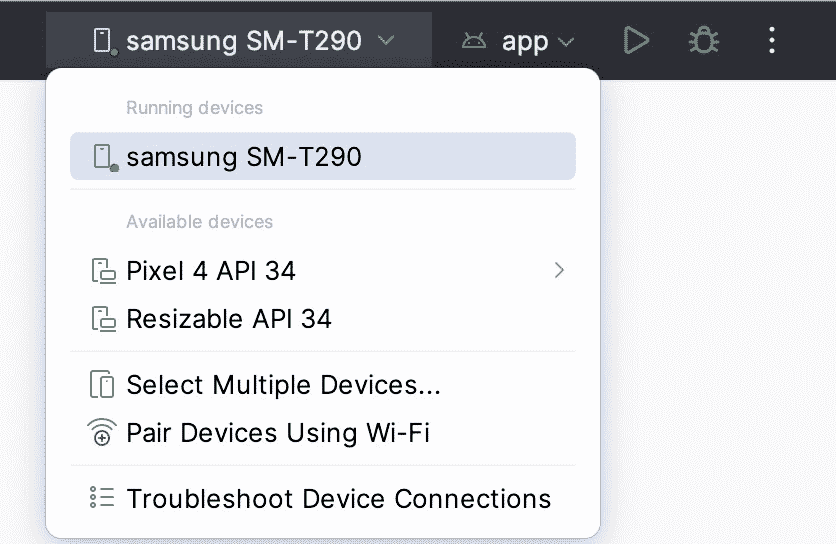 samsung SM-T290 app
Running devices
samsung SM-T290
Available devices
Pixel 4 API 34
Resizable API 34
Select Multiple Devices...
Pair Devices Using Wi-Fi
Troubleshoot Device Connections